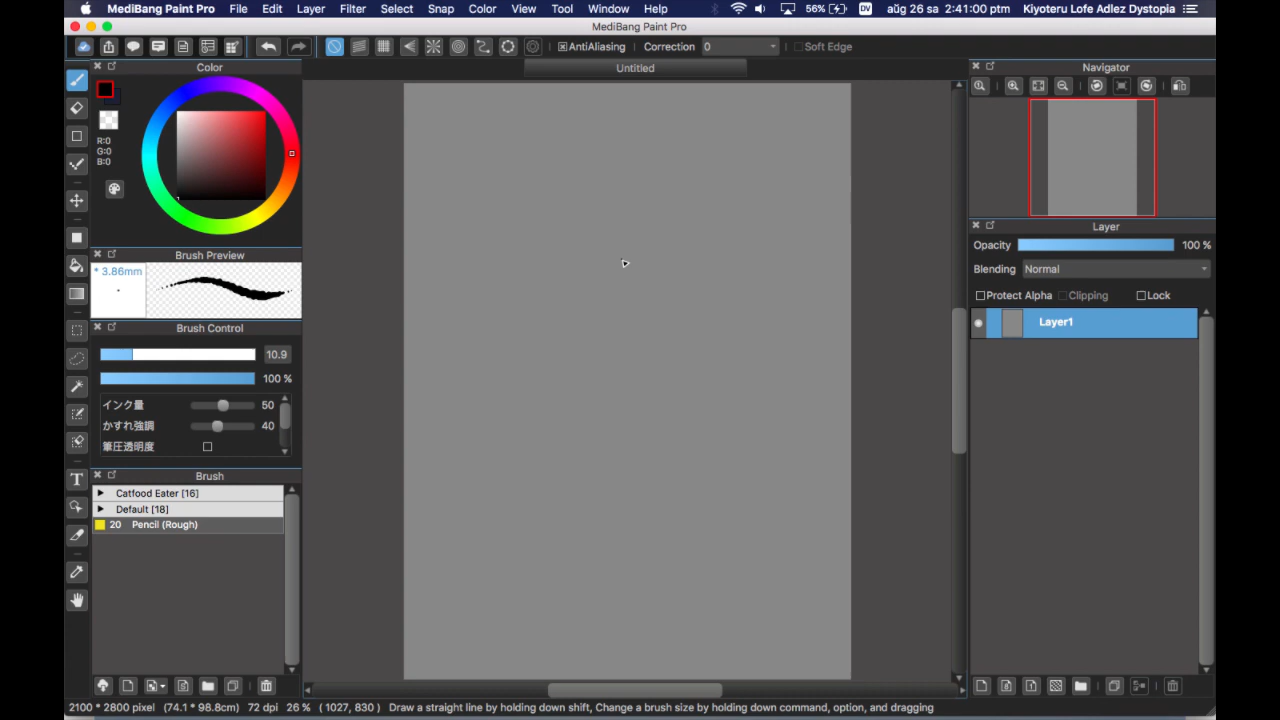 MediBang Paint Pro File Edit Layer Filter Select Snap Color View Tool Window Help 56% DV aŭg 26 sa 2:41:00 ptm Kiyoteru Lofe Adlez Dystopia
MediBang Paint Pro
AntiAliasing Correction 0 Soft Edge
Color
Untitled
Navigator
R:0
G:0
B:0
Layer
Opacity 100 %
Brush Preview
* 3.86mm
Blending Normal
Protect Alpha Clipping Lock
Brush Control
Layer1
10.9
100 %
インク量 50
かすれ強調 40
筆圧透明度
Brush
T
Catfood Eater [16]
Default [18]
20 Pencil (Rough)
2100 * 2800 pixel (74.1 * 98.8cm) 72 dpi 26 % ( 1027, 830 ) Draw a straight line by holding down shift, Change a brush size by holding down command, option, and dragging